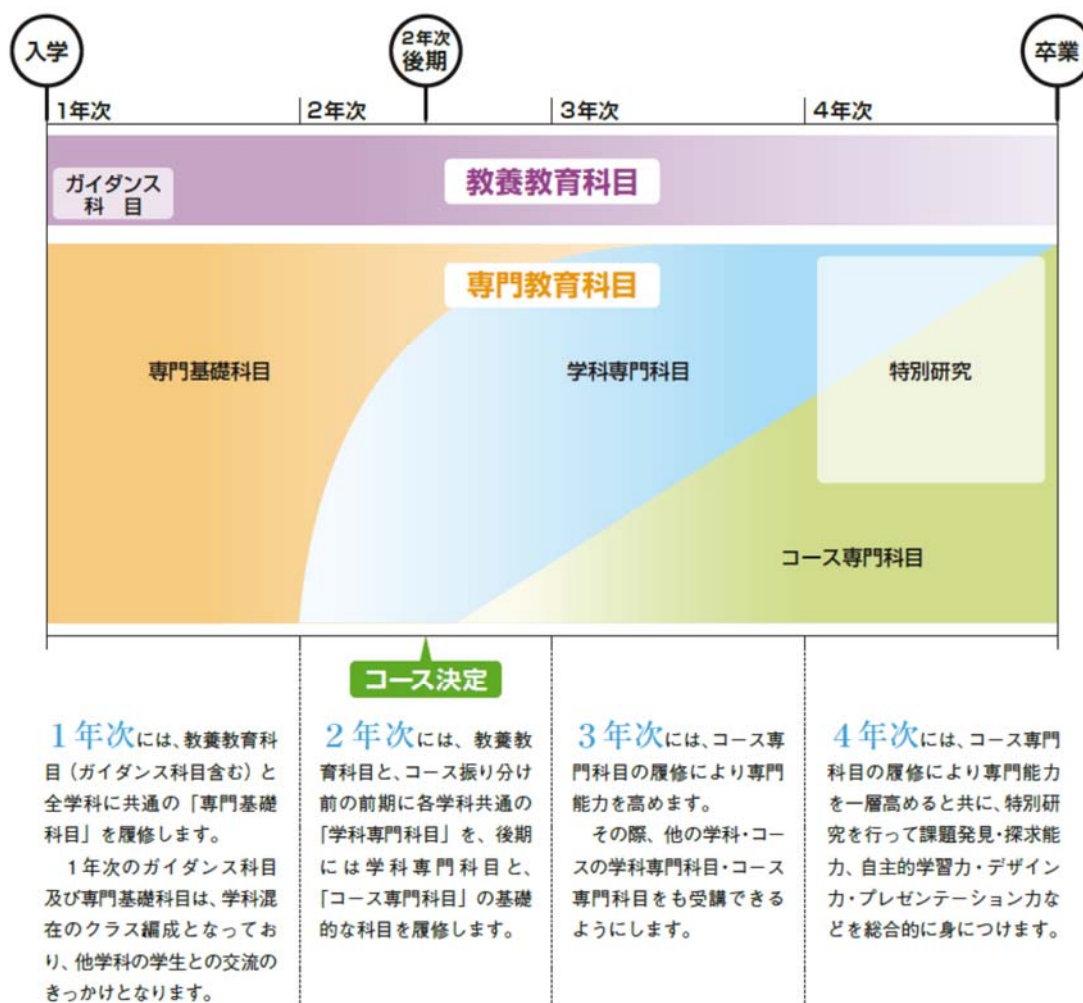 入学
2年次
後期
卒業
1年次
2年次
3年次
4年次
ガイダンス
科 目
教養教育科目
専門教育科目
専門基礎科目
学科専門科目
特別研究
コース専門科目
コース決定
1年次には、教養教育科
目(ガイダンス科目含む)と
全学科に共通の「専門基礎
科目」を履修します。
1年次のガイダンス科目
及び専門基礎科目は、学科混
在のクラス編成となってお
り、他学科の学生との交流の
きっかけとなります。
2年次には、教養教
育科目と、コース振り分け
前の前期に各学科共通の
「学科専門科目」を、後期
には学科専門科目と、
「コース専門科目」の基礎
的な科目を履修します。
3年次には、コース専
門科目の履修により専門
能力を高めます。
その際、他の学科・コー
スの学科専門科目・コース
専門科目をも受講できる
ようにします。
4年次には、コース専門
科目の履修により専門能力
を一層高めると共に、特別研
究を行って課題発見・探求能
力、自主的学習力・デザイン
力・プレゼンテーション力な
どを総合的に身につけます。